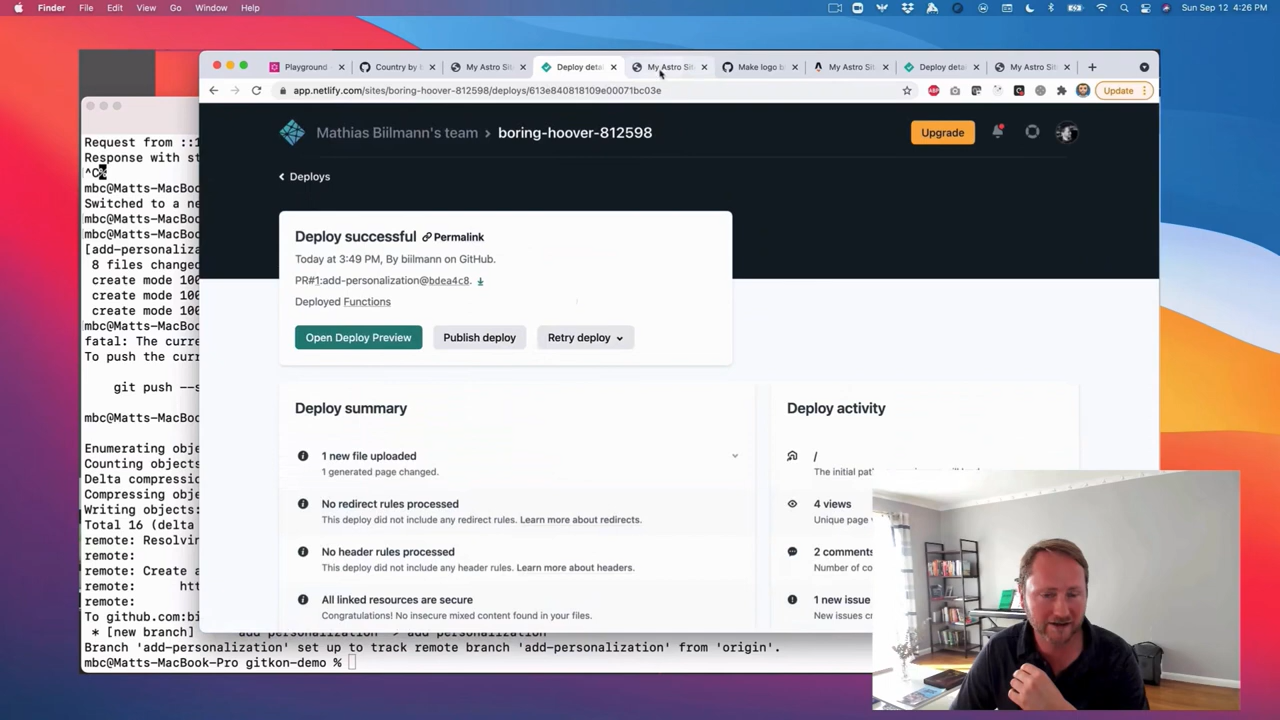 Finder File Edit View Go Window Help
Sun Sep 12 4:26 PM
Playground
Country by I
My Astro Sit
Deploy deta
My Astro Sit
Make logo b
My Astro Sit
Deploy deta
My Astro Sit
app.netlify.com/sites/boring-hoover-812598/deploys/613e840818109e00071bc03e
Update
Mathias Biilmann's team > boring-hoover-812598
Upgrade
Deploys
Deploy successful Permalink
Today at 3:49 PM, By biilmann on GitHub.
PR#1:add-personalization@bdea4c8.
Deployed Functions
Open Deploy Preview
Publish deploy
Retry deploy
Deploy summary
1 new file uploaded
1 generated page changed.
No redirect rules processed
This deploy did not include any redirect rules. Learn more about redirects.
No header rules processed
This deploy did not include any header rules. Learn more about headers.
All linked resources are secure
Congratulations! No insecure mixed content found in your files.
Deploy activity
/
The initial pat
4 views
Unique page v
2 comments
Number of co
1 new issue
New issues c
Request from ::1
Response with st
^C%
mbc@Matts-MacBoo
Switched to a ne
mbc@Matts-MacBoo
mbc@Matts-MacBoo
[add-personaliza
8 files changed
create mode 100
create mode 100
create mode 100
mbc@Matts-MacBoo
fatal: The curre
To push the curr
git push --s
mbc@Matts-MacBoo
Enumerating obje
Counting objects
Delta compressio
Compressing obje
Writing objects:
Total 16 (delta
remote: Resolvin
remote:
remote: Create a
remote: ht
remote:
To github.com:bi
* [new branch] add-personalization -> add-personalization
Branch 'add-personalization' set up to track remote branch 'add-personalization' from 'origin'.
mbc@Matts-MacBook-Pro gitkon-demo %